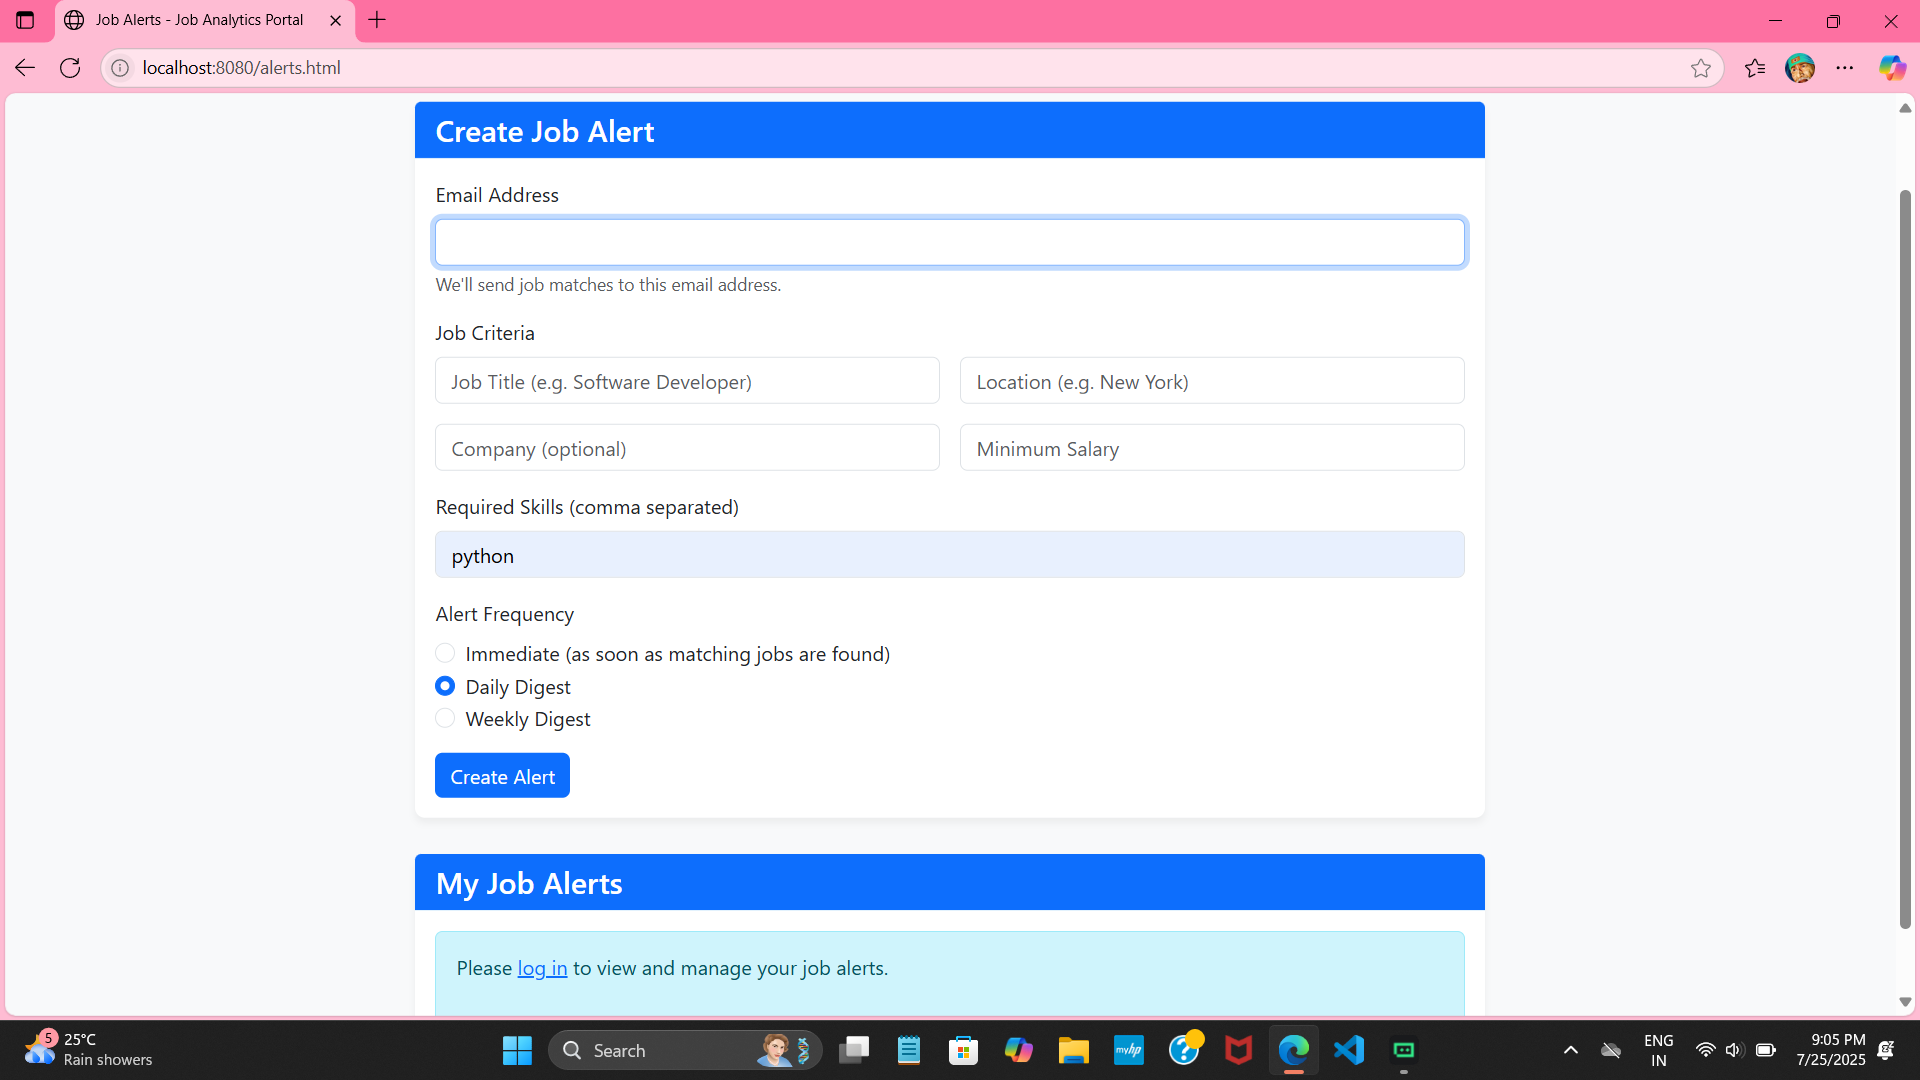 Job Alerts - Job Analytics Portal
localhost:8080/alerts.html
Create Job Alert
Email Address
We'll send job matches to this email address.
Job Criteria
Job Title (e.g. Software Developer)
Location (e.g. New York)
Company (optional)
Minimum Salary
Required Skills (comma separated)
python
Alert Frequency
Immediate (as soon as matching jobs are found)
Daily Digest
Weekly Digest
Create Alert
My Job Alerts
Please log in to view and manage your job alerts.
5
25°C
Rain showers
Search
myhp
?
ENG
IN
9:05 PM
7/25/2025